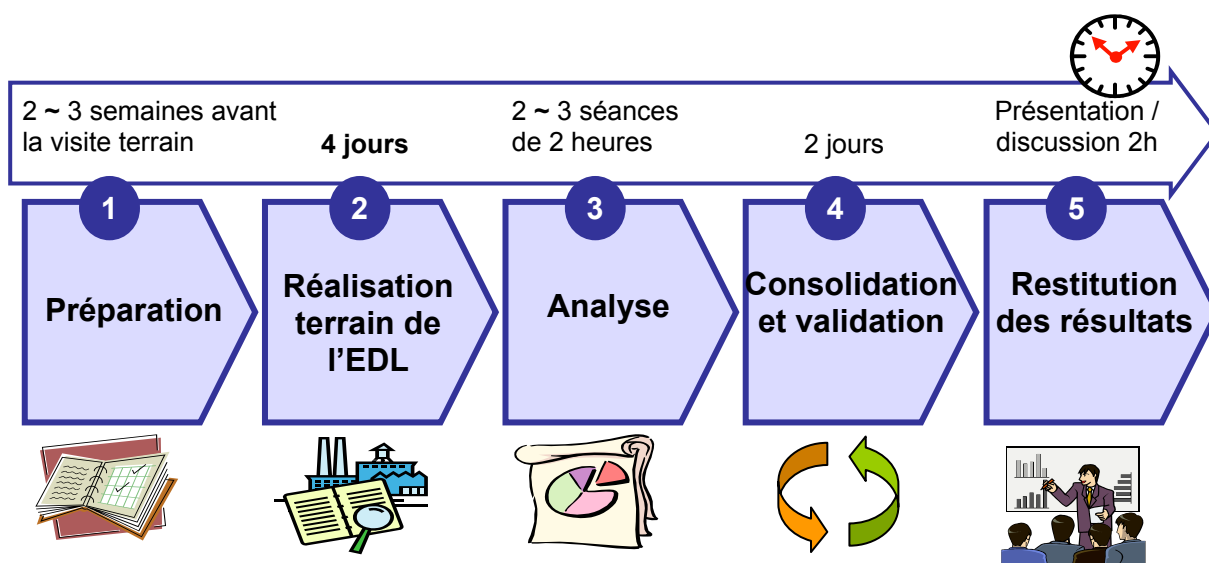 2 ~ 3 semaines avant
la visite terrain
4 jours
2 ~ 3 séances
de 2 heures
2 jours
Présentation /
discussion 2h
1
Préparation
2
Réalisation
terrain de
l'EDL
3
Analyse
4
Consolidation
et validation
5
Restitution
des résultats